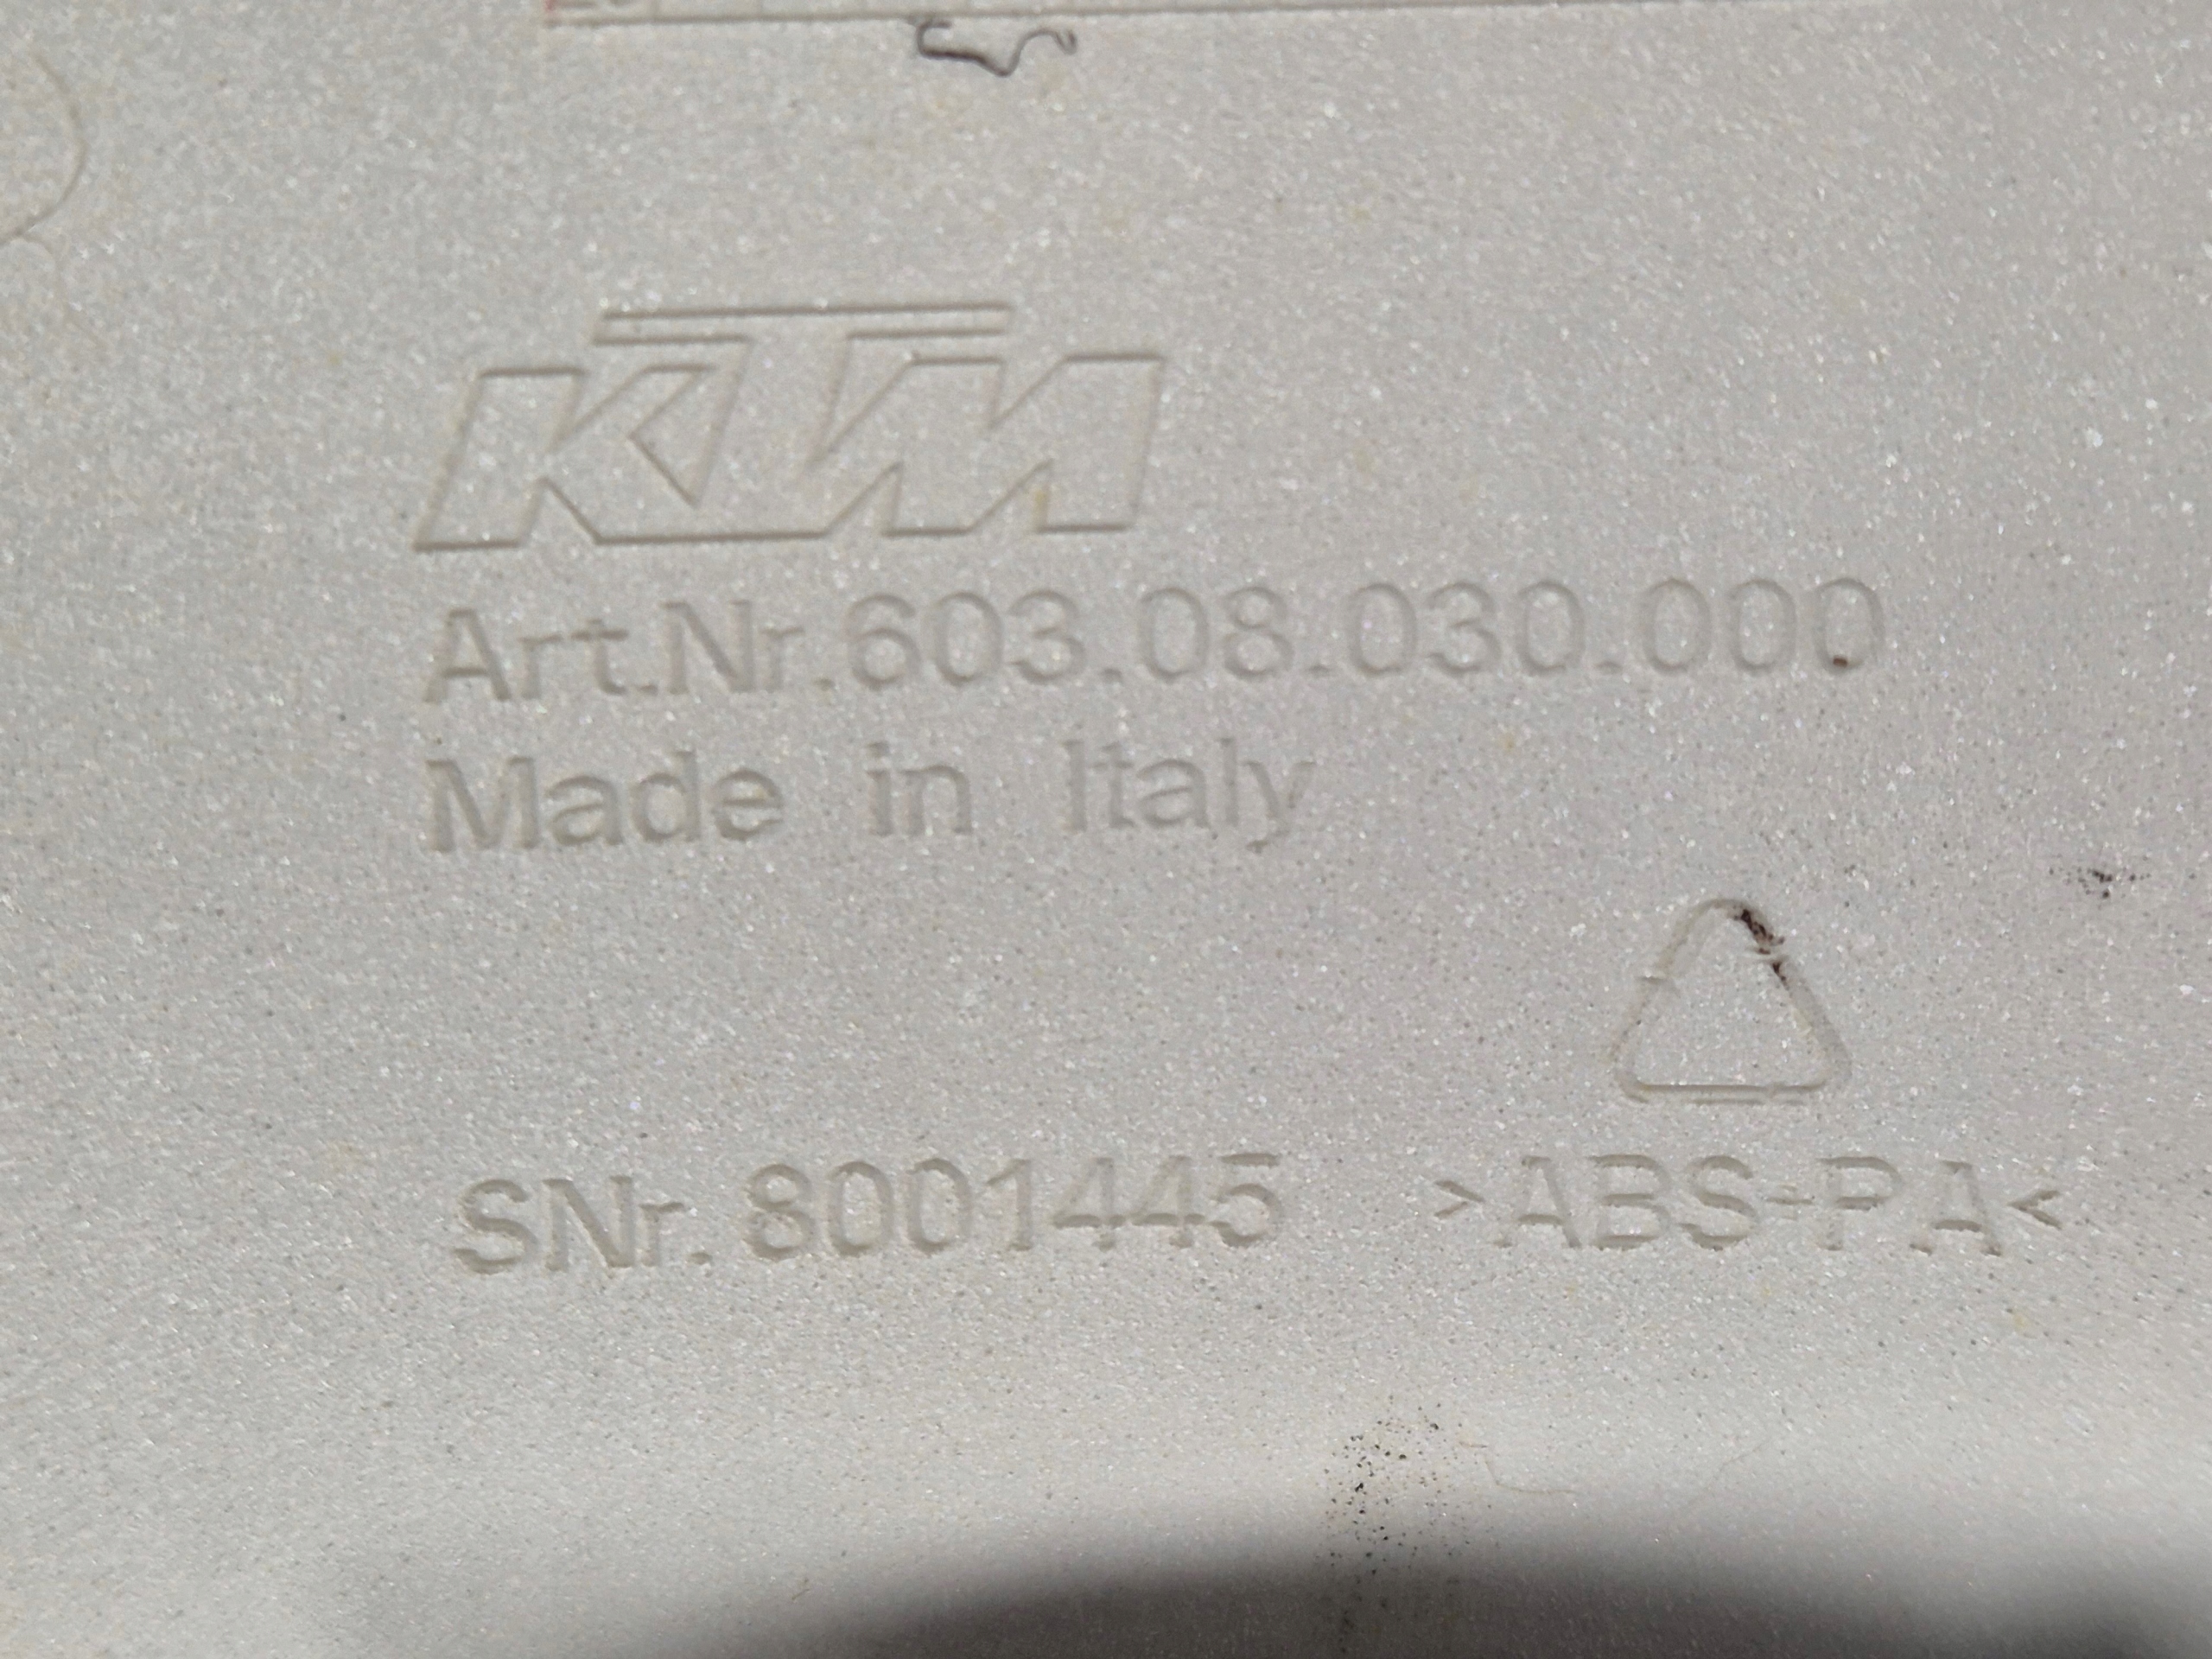 KTM
Art.Nr.603.08.030.000
Made in Italy
SNr. 8001445 >ABS-PA<